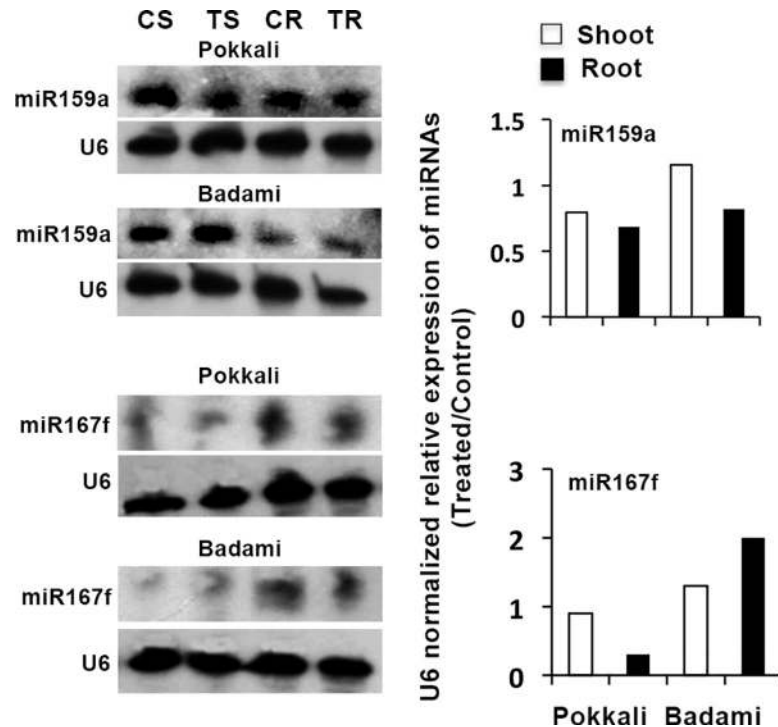 CS TS CR TR
Pokkali
miR159a
U6
Badami
miR159a
U6
Pokkali
miR167f
U6
Badami
miR167f
U6
Shoot
Root
U6 normalized relative expression of miRNAs
(Treated/Control)
miR159a
1.5
1
0.5
0
miR167f
3
2
1
0
Pokkali Badami